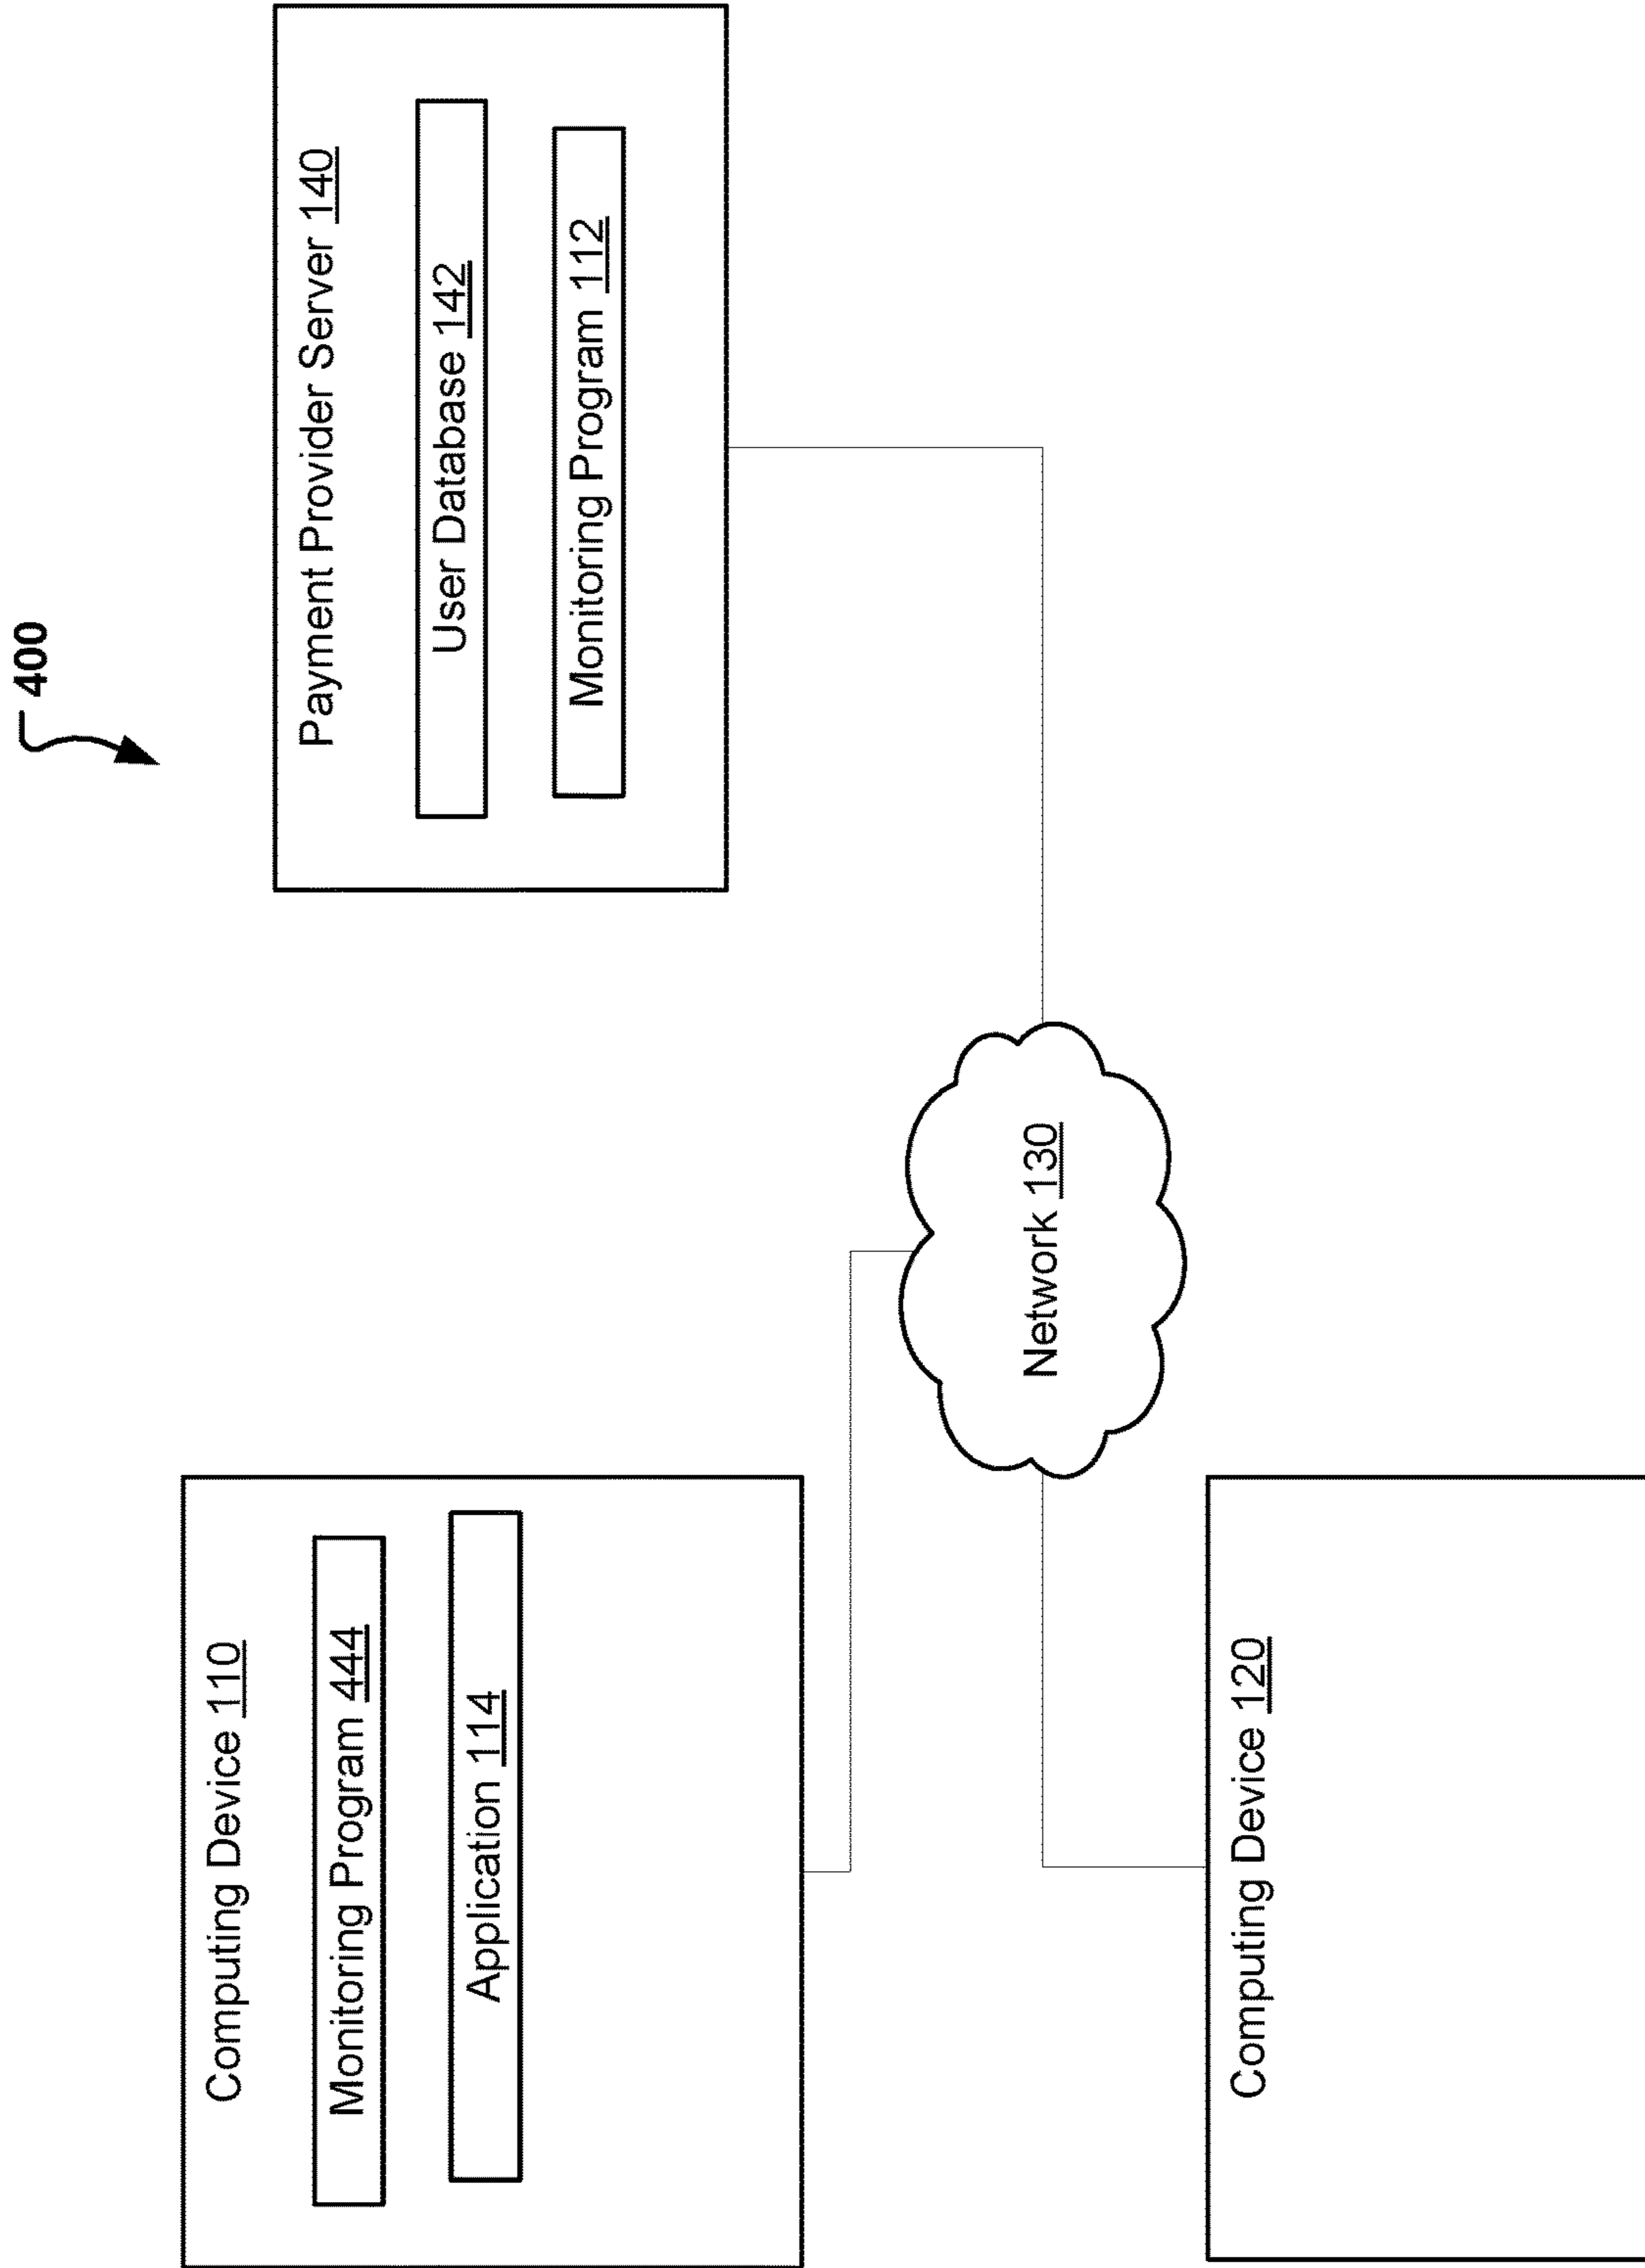 400
Computing Device 110
Monitoring Program 444
Application 114
Payment Provider Server 140
User Database 142
Monitoring Program 112
Network 130
Computing Device 120